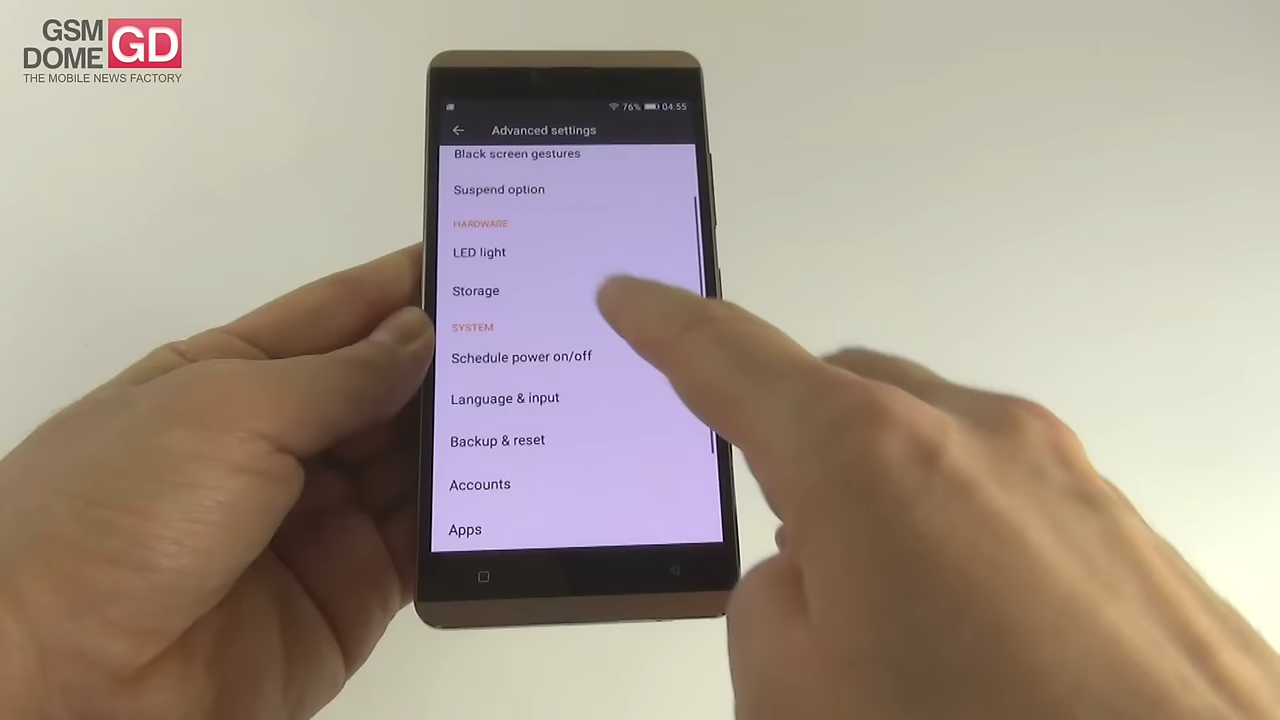 GSM
DOME GD
THE MOBILE NEWS FACTORY
76% 04:55
Advanced settings
Black screen gestures
Suspend option
HARDWARE
LED light
Storage
SYSTEM
Schedule power on/off
Language & input
Backup & reset
Accounts
Apps